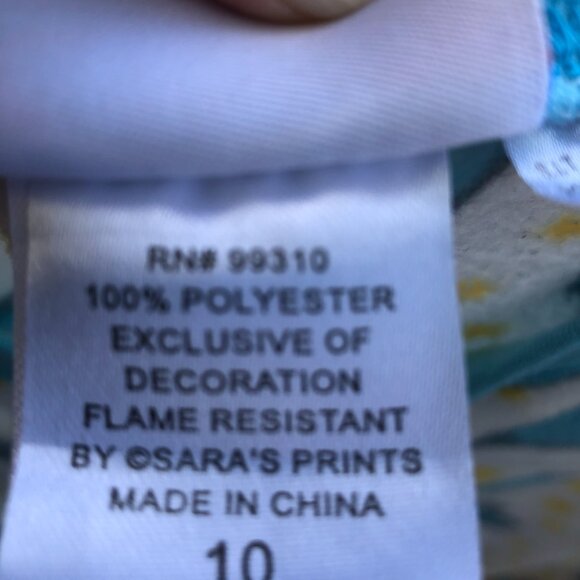 RN# 99310
100% POLYESTER
EXCLUSIVE OF
DECORATION
FLAME RESISTANT
BY ©SARA'S PRINTS
MADE IN CHINA
10